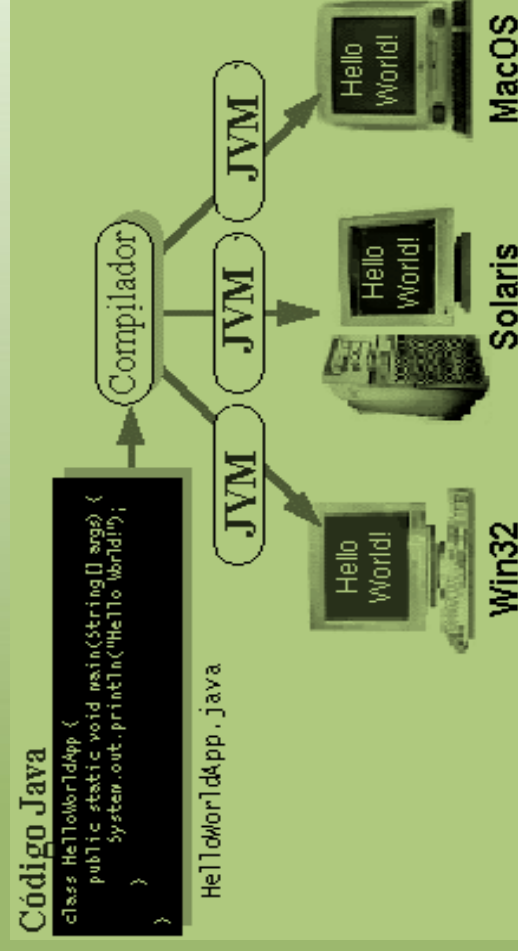 Código Java
class HelloWorldApp {
public static void main(String[] args) {
System.out.println("Hello World!");
}
}
HelloWorldApp.java
Compilador
JVM
JVM
JVM
Hello
World!
Hello
World!
Hello
World!
Win32
Solaris
MacOS